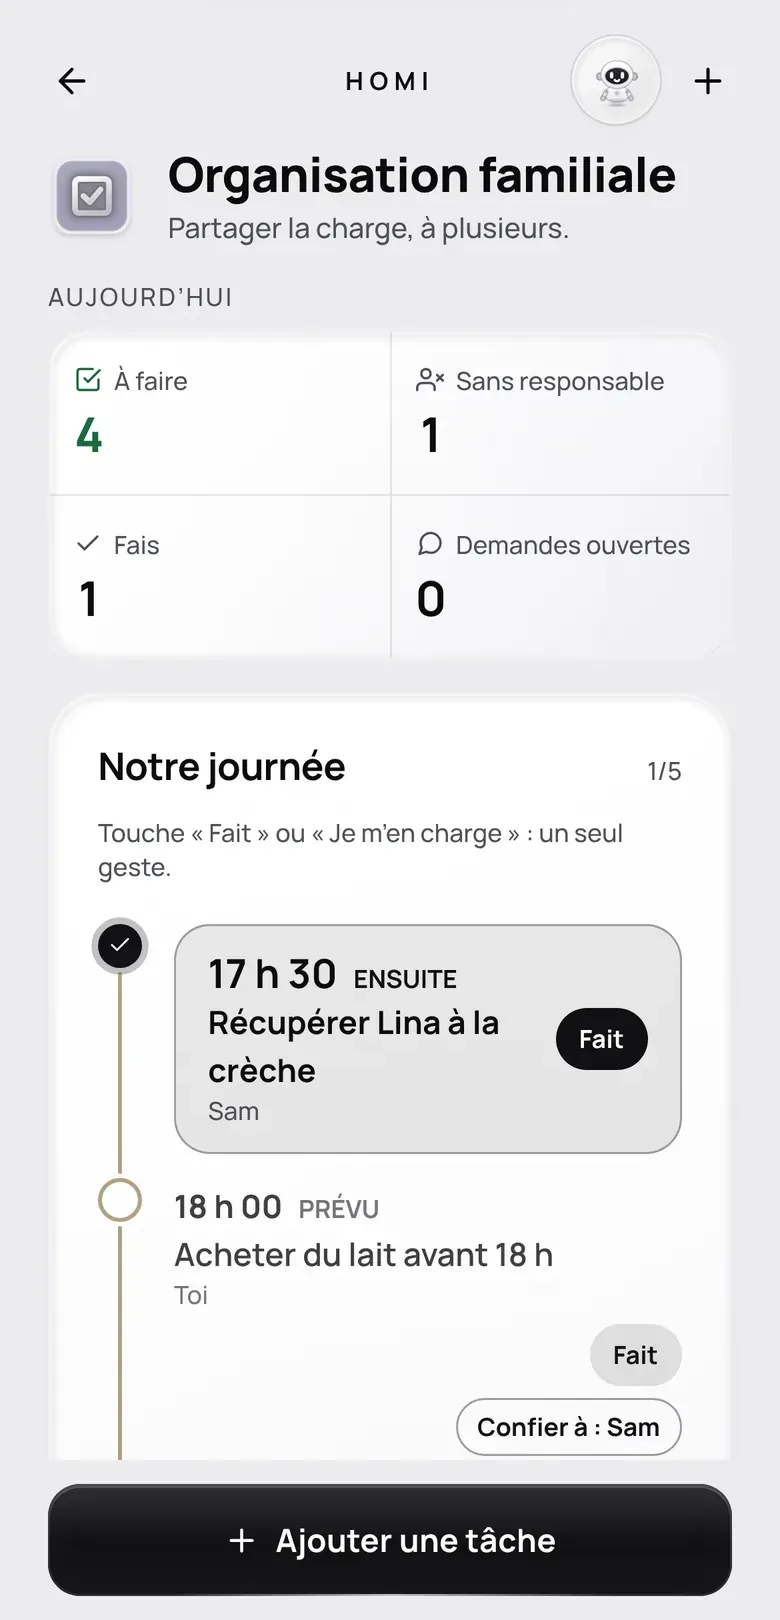 HOMI
Organisation familiale
Partager la charge, à plusieurs.
AUJOURD’HUI
À faire
4
Sans responsable
1
Fais
1
Demandes ouvertes
0
Notre journée
1/5
Touche « Fait » ou « Je m’en charge » : un seul
geste.
17 h 30 ENSUITE
Récupérer Lina à la
crèche
Sam
Fait
18 h 00 PRÉVU
Acheter du lait avant 18 h
Toi
Fait
Confier à : Sam
+ Ajouter une tâche